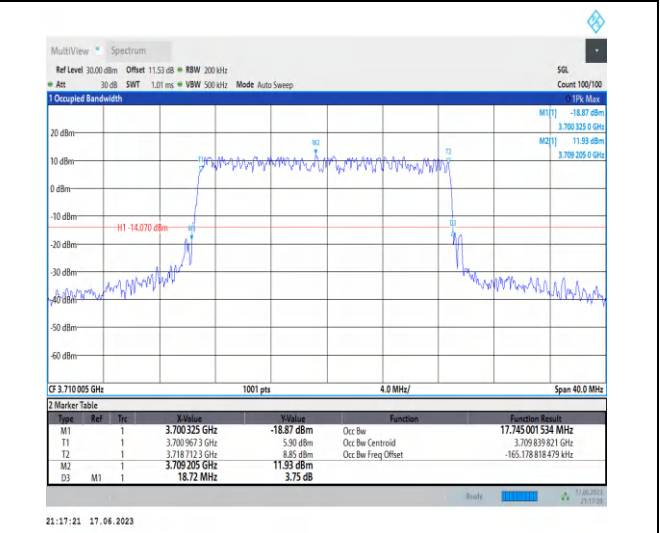 MultiView Spectrum
Ref Level 30.00 dBm Offset 11.53 dB RBW 200 kHz SGL
Att 30 dB SWT 1.01 ms VBW 500 kHz Mode Auto Sweep Count 100/100
1 Occupied Bandwidth 1Pk Max
M1[1] -18.87 dBm
3.700 325 0 GHz
20 dBm
M2[1] 11.93 dBm
3.709 205 0 GHz
M2
T1
T2
10 dBm
0 dBm
-10 dBm
H1 -14.070 dBm
M1
D3
-20 dBm
-30 dBm
-40 dBm
-50 dBm
-60 dBm
CF 3.710 005 GHz 1001 pts 4.0 MHz/ Span 40.0 MHz
2 Marker Table
Type Ref Trc X-Value Y-Value Function Function Result
M1 1 3.700 325 GHz -18.87 dBm Occ Bw 17.745 001 534 MHz
T1 1 3.700 967 3 GHz 5.90 dBm Occ Bw Centroid 3.709 839 821 GHz
T2 1 3.718 712 3 GHz 8.85 dBm Occ Bw Freq Offset -165.178 818 479 kHz
M2 1 3.709 205 GHz 11.93 dBm
D3 M1 1 18.72 MHz 3.75 dB
Ready 17.06.2023
21:17:20
21:17:21 17.06.2023